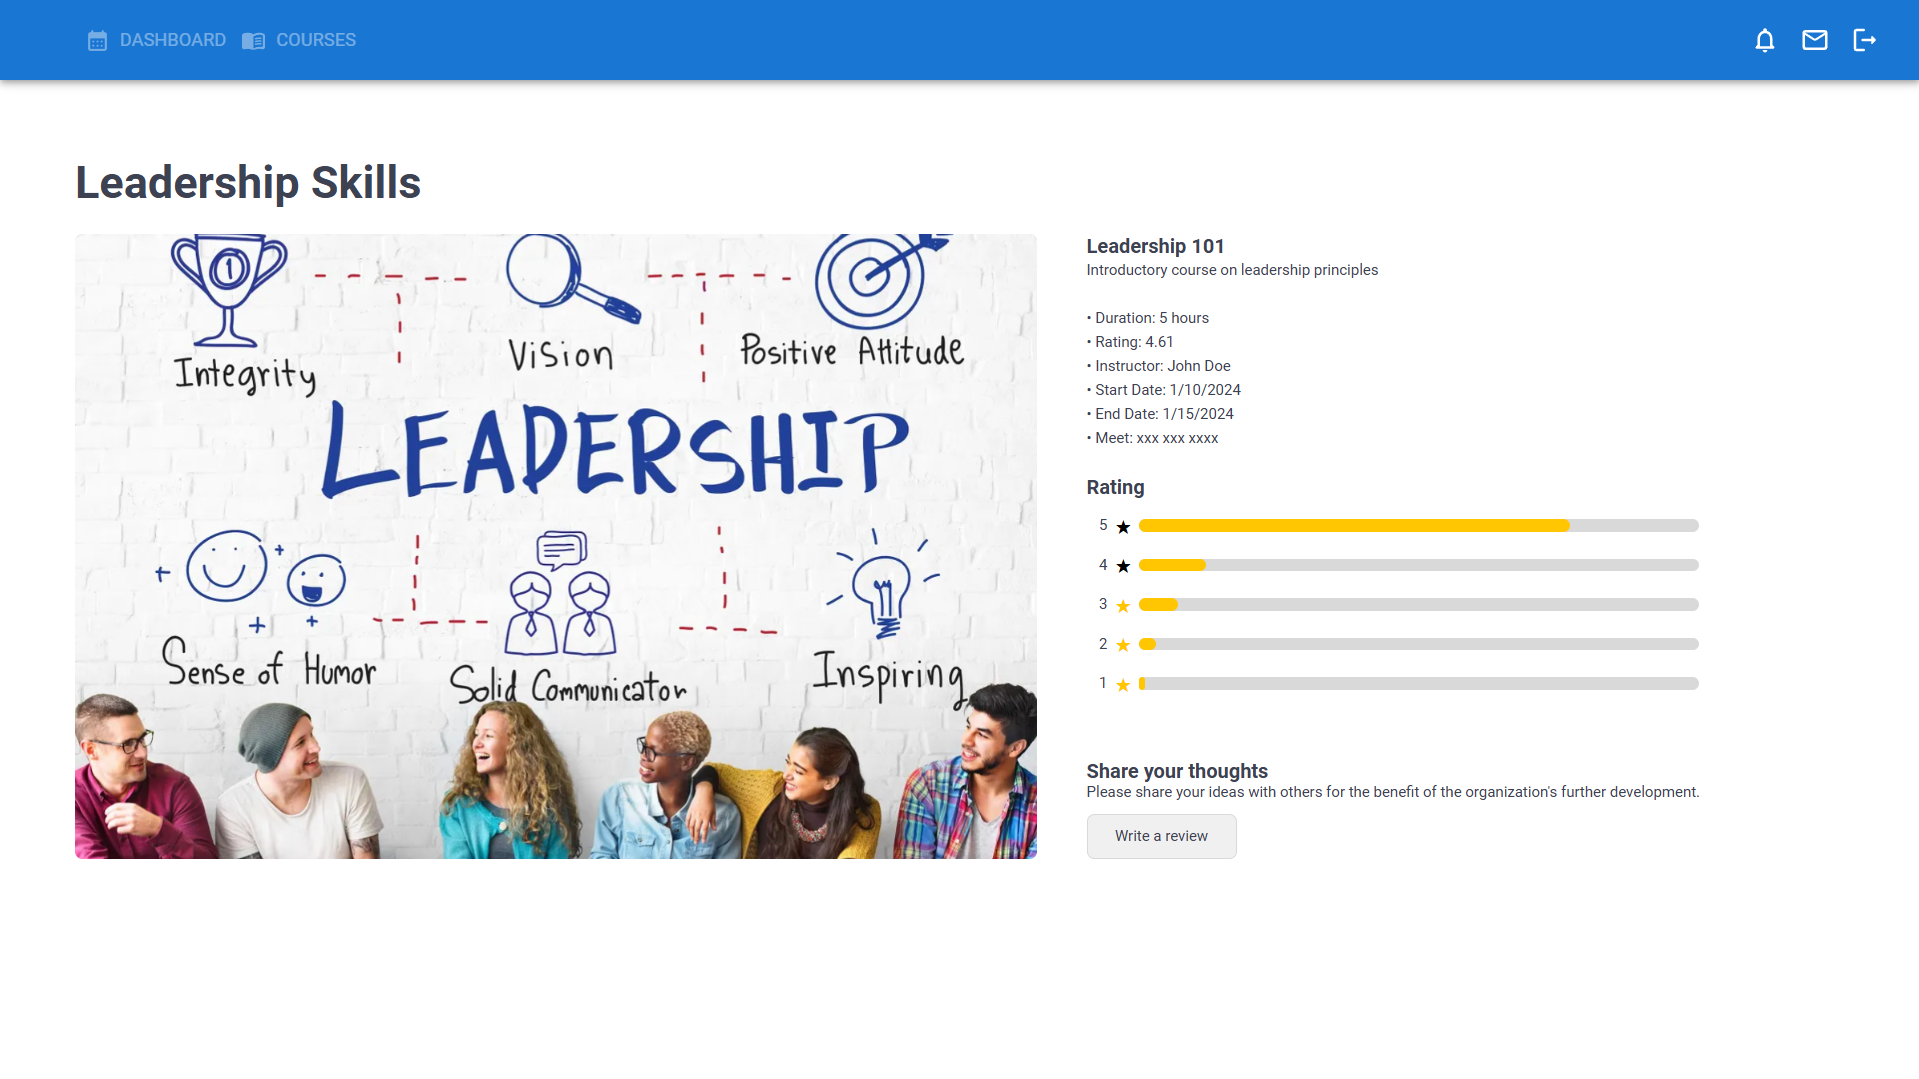 DASHBOARD COURSES
Leadership Skills
1
Integrity
Vision
Positive Attitude
LEADERSHIP
Sense of Humor
Solid Communicator
Inspiring
Leadership 101
Introductory course on leadership principles
• Duration: 5 hours
• Rating: 4.61
• Instructor: John Doe
• Start Date: 1/10/2024
• End Date: 1/15/2024
• Meet: xxx xxx xxxx
Rating
5
4
3
2
1
Share your thoughts
Please share your ideas with others for the benefit of the organization's further development.
Write a review